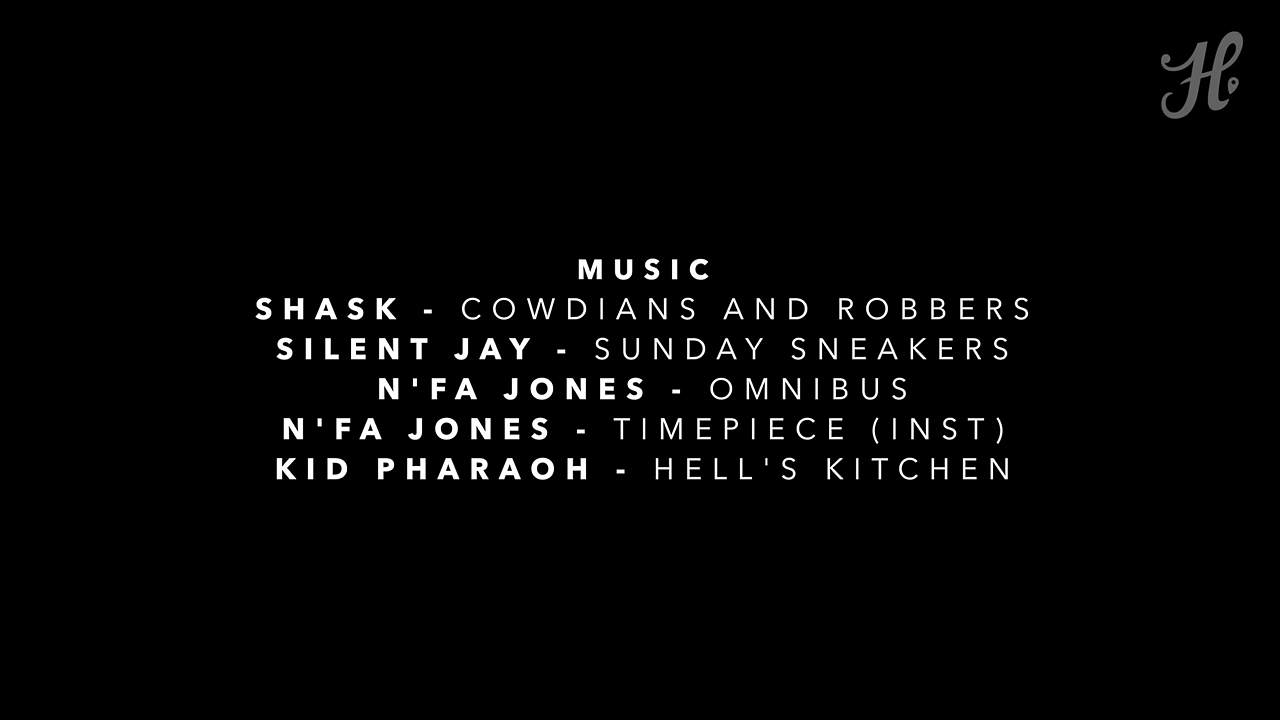 H
MUSIC
SHASK - COWDIANS AND ROBBERS
SILENT JAY - SUNDAY SNEAKERS
N'FA JONES - OMNIBUS
N'FA JONES - TIMEPIECE (INST)
KID PHARAOH - HELL'S KITCHEN